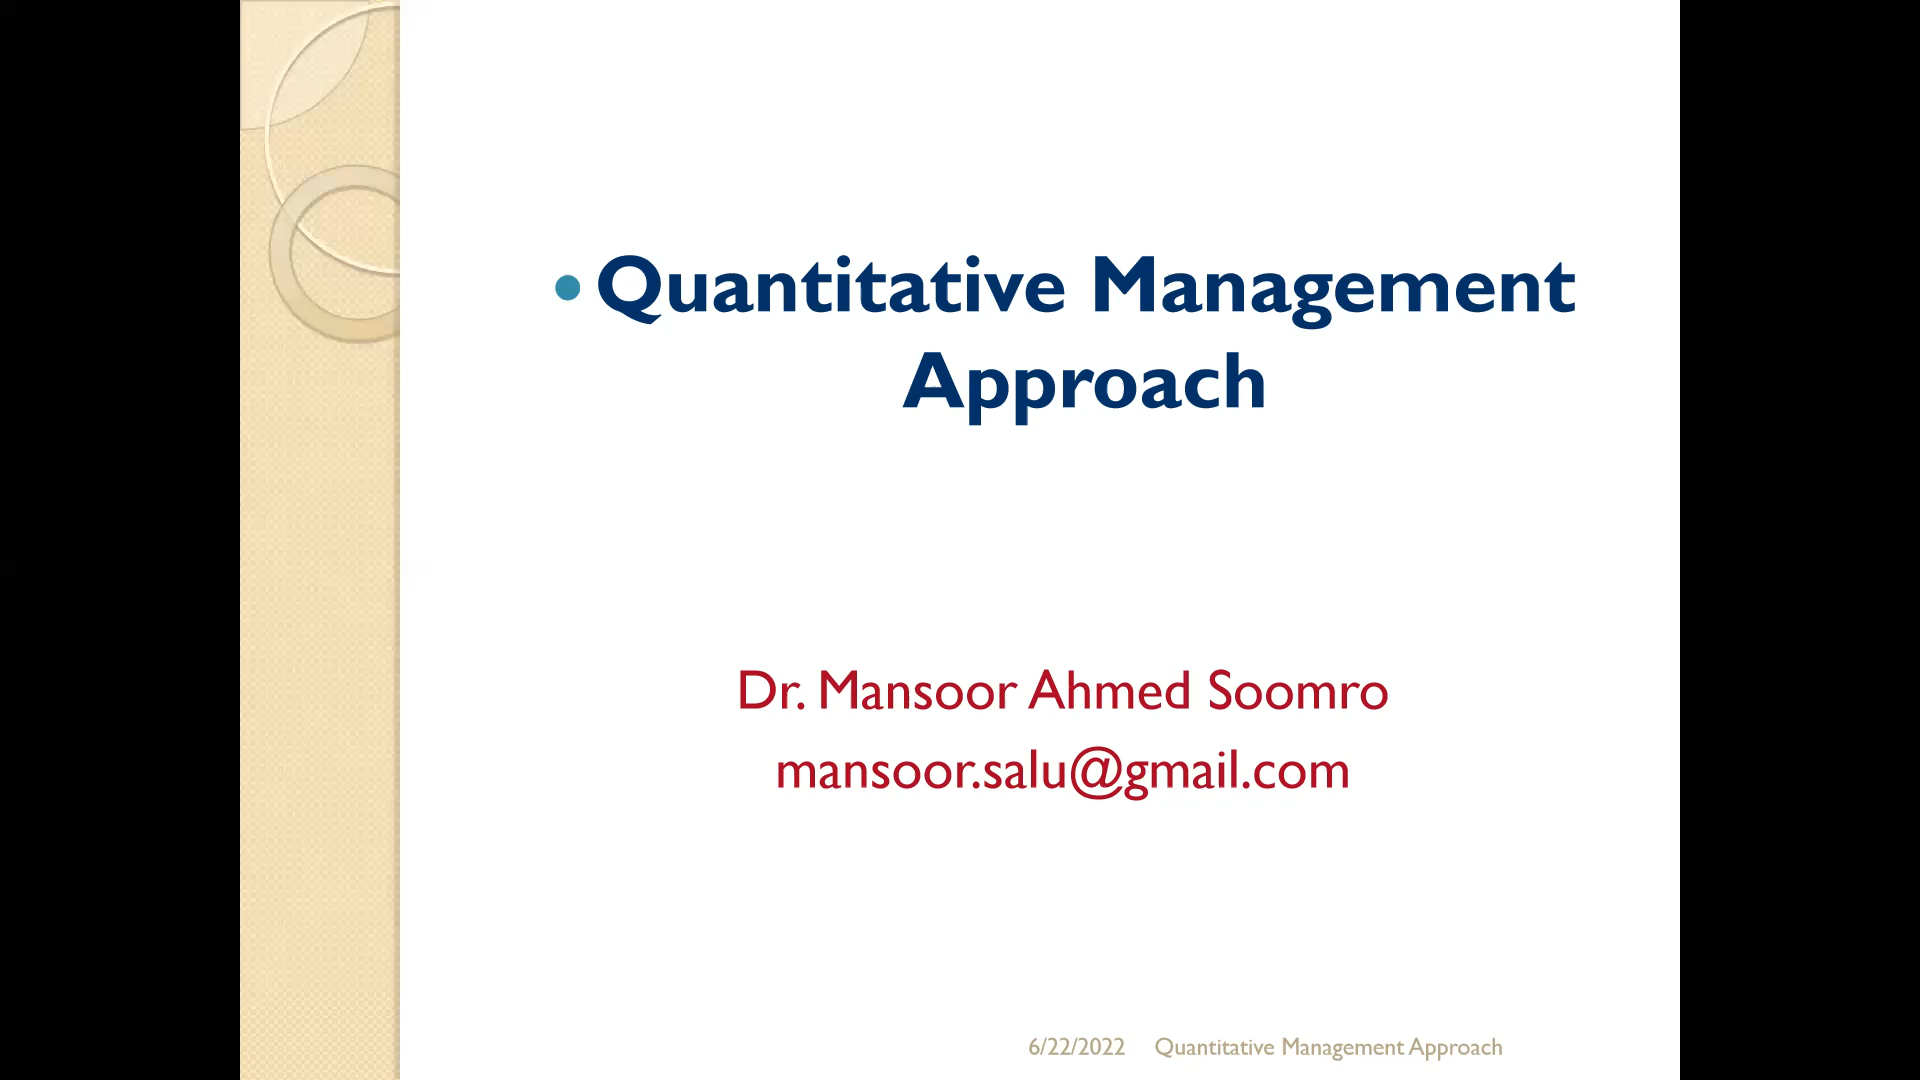 • Quantitative Management
Approach
Dr. Mansoor Ahmed Soomro
mansoor.salu@gmail.com
6/22/2022 Quantitative Management Approach